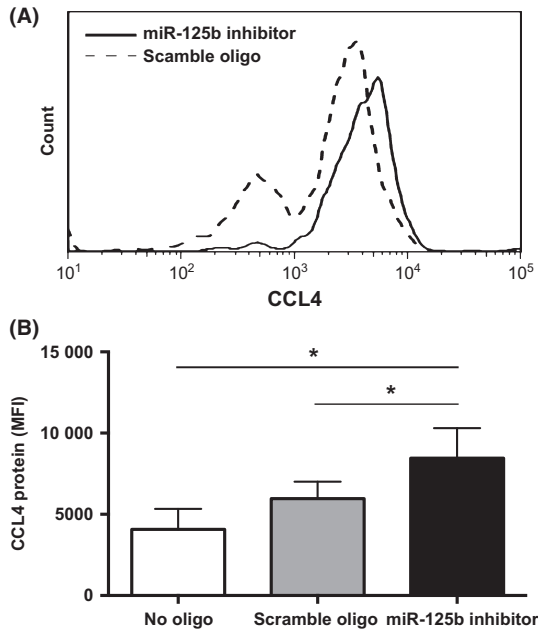 (A)
miR-125b inhibitor
Scamble oligo
Count
10¹ 10² 10³ 10⁴ 10⁵
CCL4
(B)
* 
*
CCL4 protein (MFI)
15 000
10 000
5000
0
No oligo Scramble oligo miR-125b inhibitor